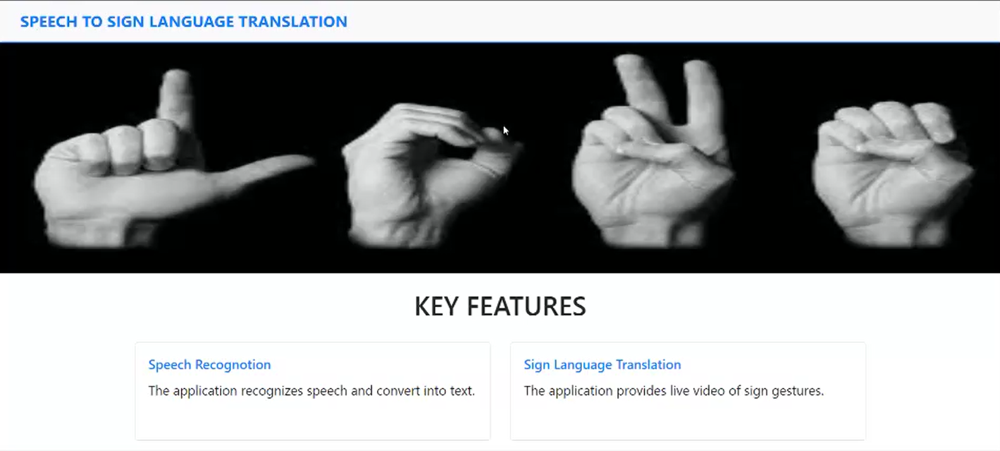 SPEECH TO SIGN LANGUAGE TRANSLATION
KEY FEATURES
Speech Recognotion
The application recognizes speech and convert into text.
Sign Language Translation
The application provides live video of sign gestures.